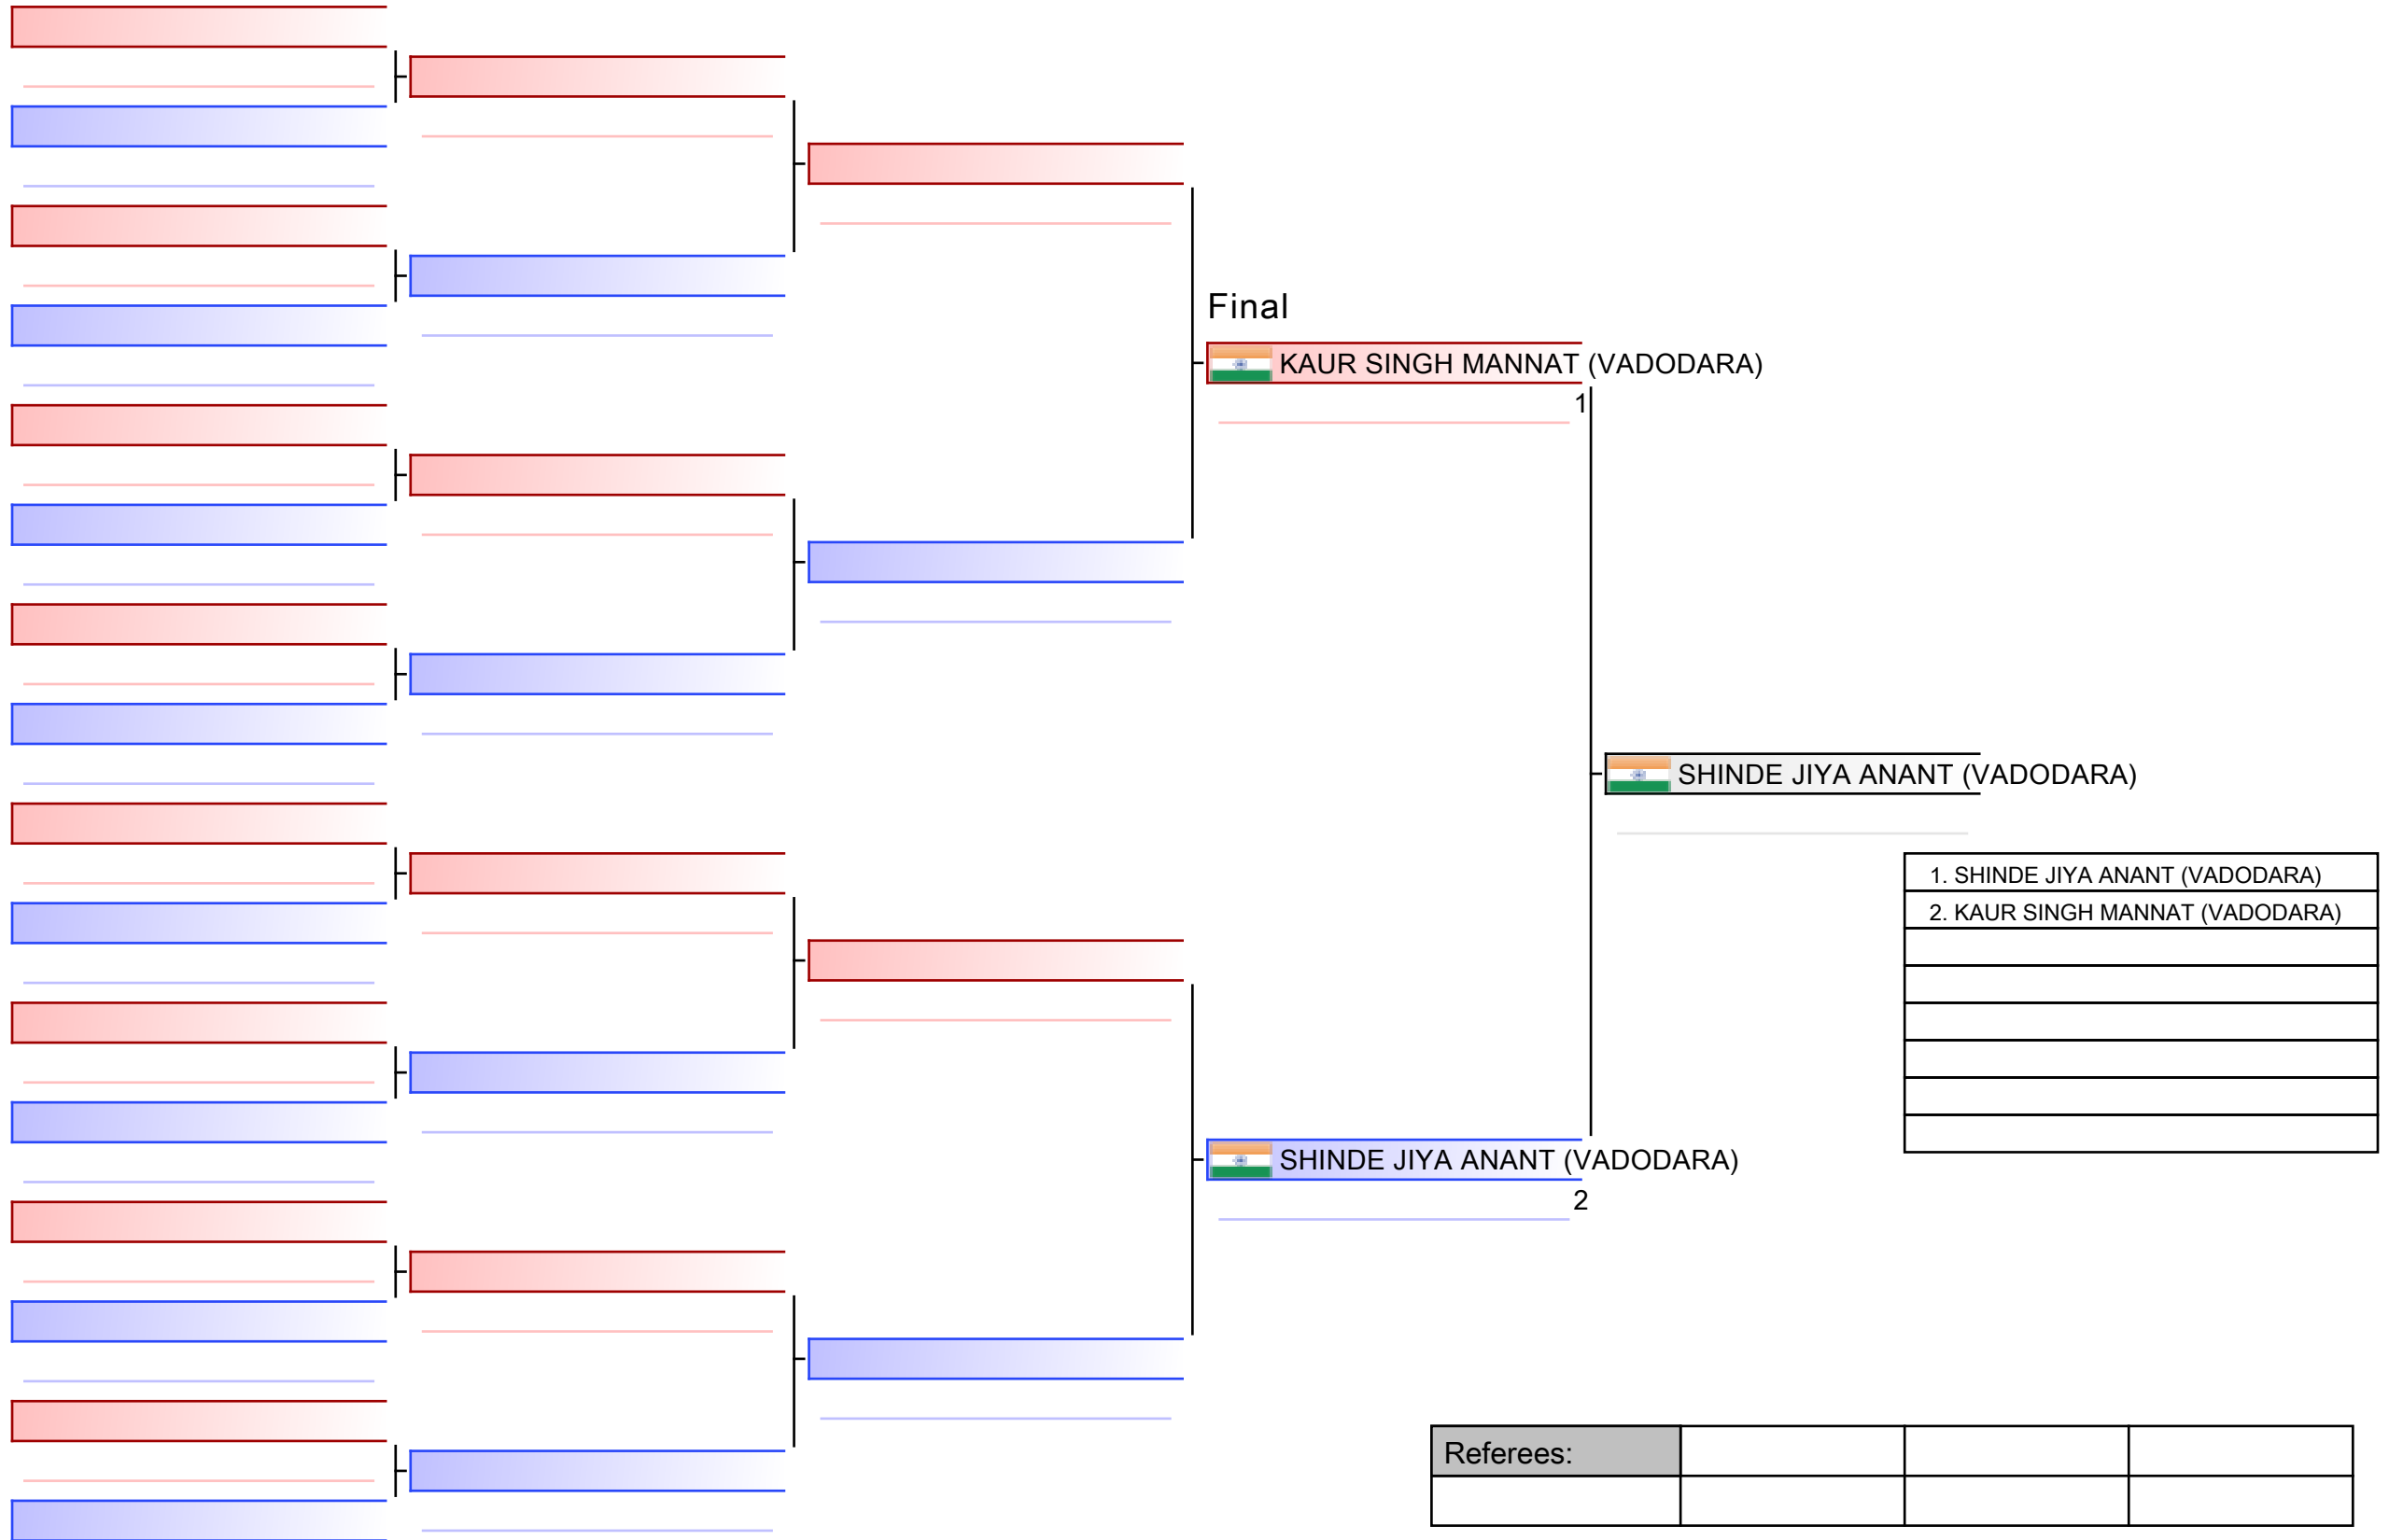 Final
KAUR SINGH MANNAT (VADODARA)
1
SHINDE JIYA ANANT (VADODARA)
1. SHINDE JIYA ANANT (VADODARA)
2. KAUR SINGH MANNAT (VADODARA)
SHINDE JIYA ANANT (VADODARA)
2
Referees: